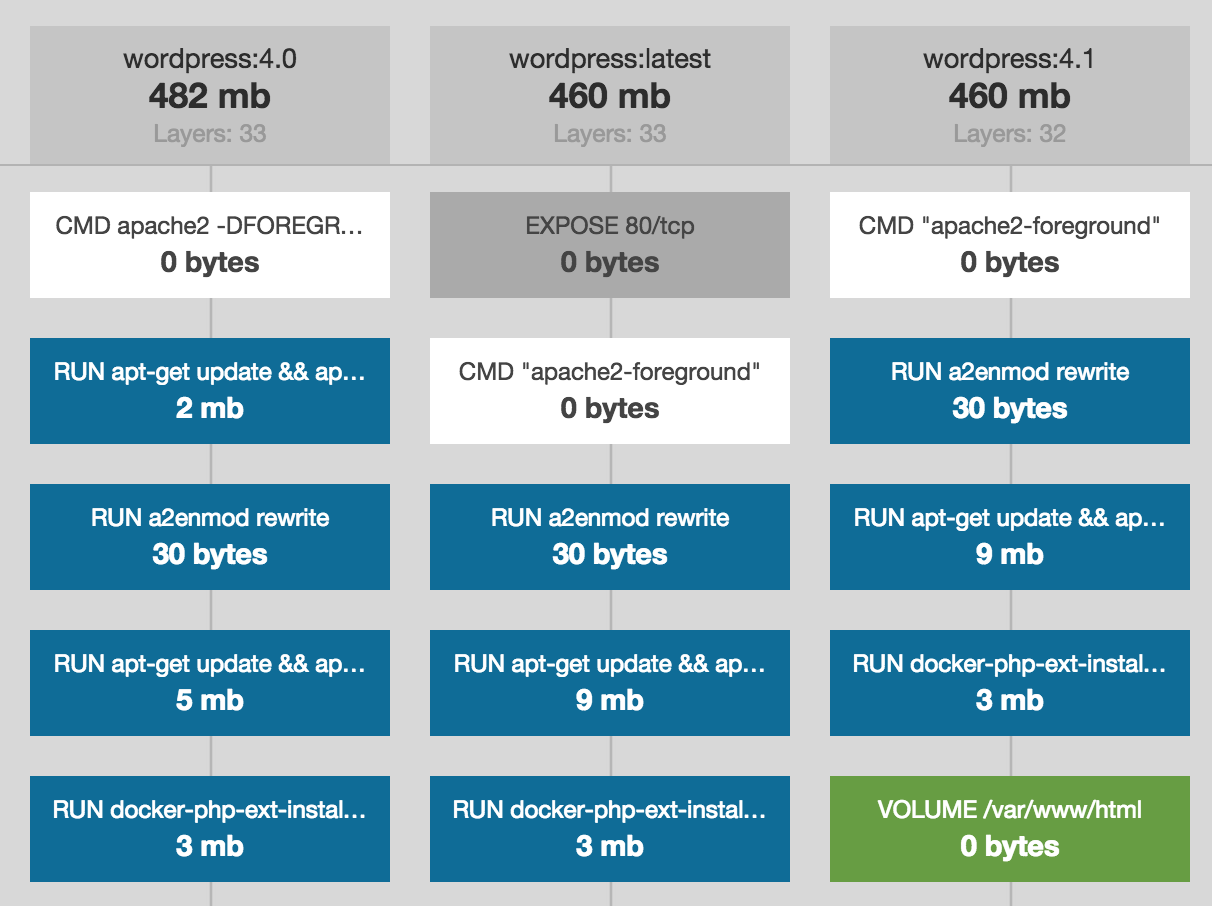 wordpress:4.0
482 mb
Layers: 33
CMD apache2 -DFOREGR...
0 bytes
RUN apt-get update && ap...
2 mb
RUN a2enmod rewrite
30 bytes
RUN apt-get update && ap...
5 mb
RUN docker-php-ext-instal...
3 mb
wordpress:latest
460 mb
Layers: 33
EXPOSE 80/tcp
0 bytes
CMD "apache2-foreground"
0 bytes
RUN a2enmod rewrite
30 bytes
RUN apt-get update && ap...
9 mb
RUN docker-php-ext-instal...
3 mb
wordpress:4.1
460 mb
Layers: 32
CMD "apache2-foreground"
0 bytes
RUN a2enmod rewrite
30 bytes
RUN apt-get update && ap...
9 mb
RUN docker-php-ext-instal...
3 mb
VOLUME /var/www/html
0 bytes